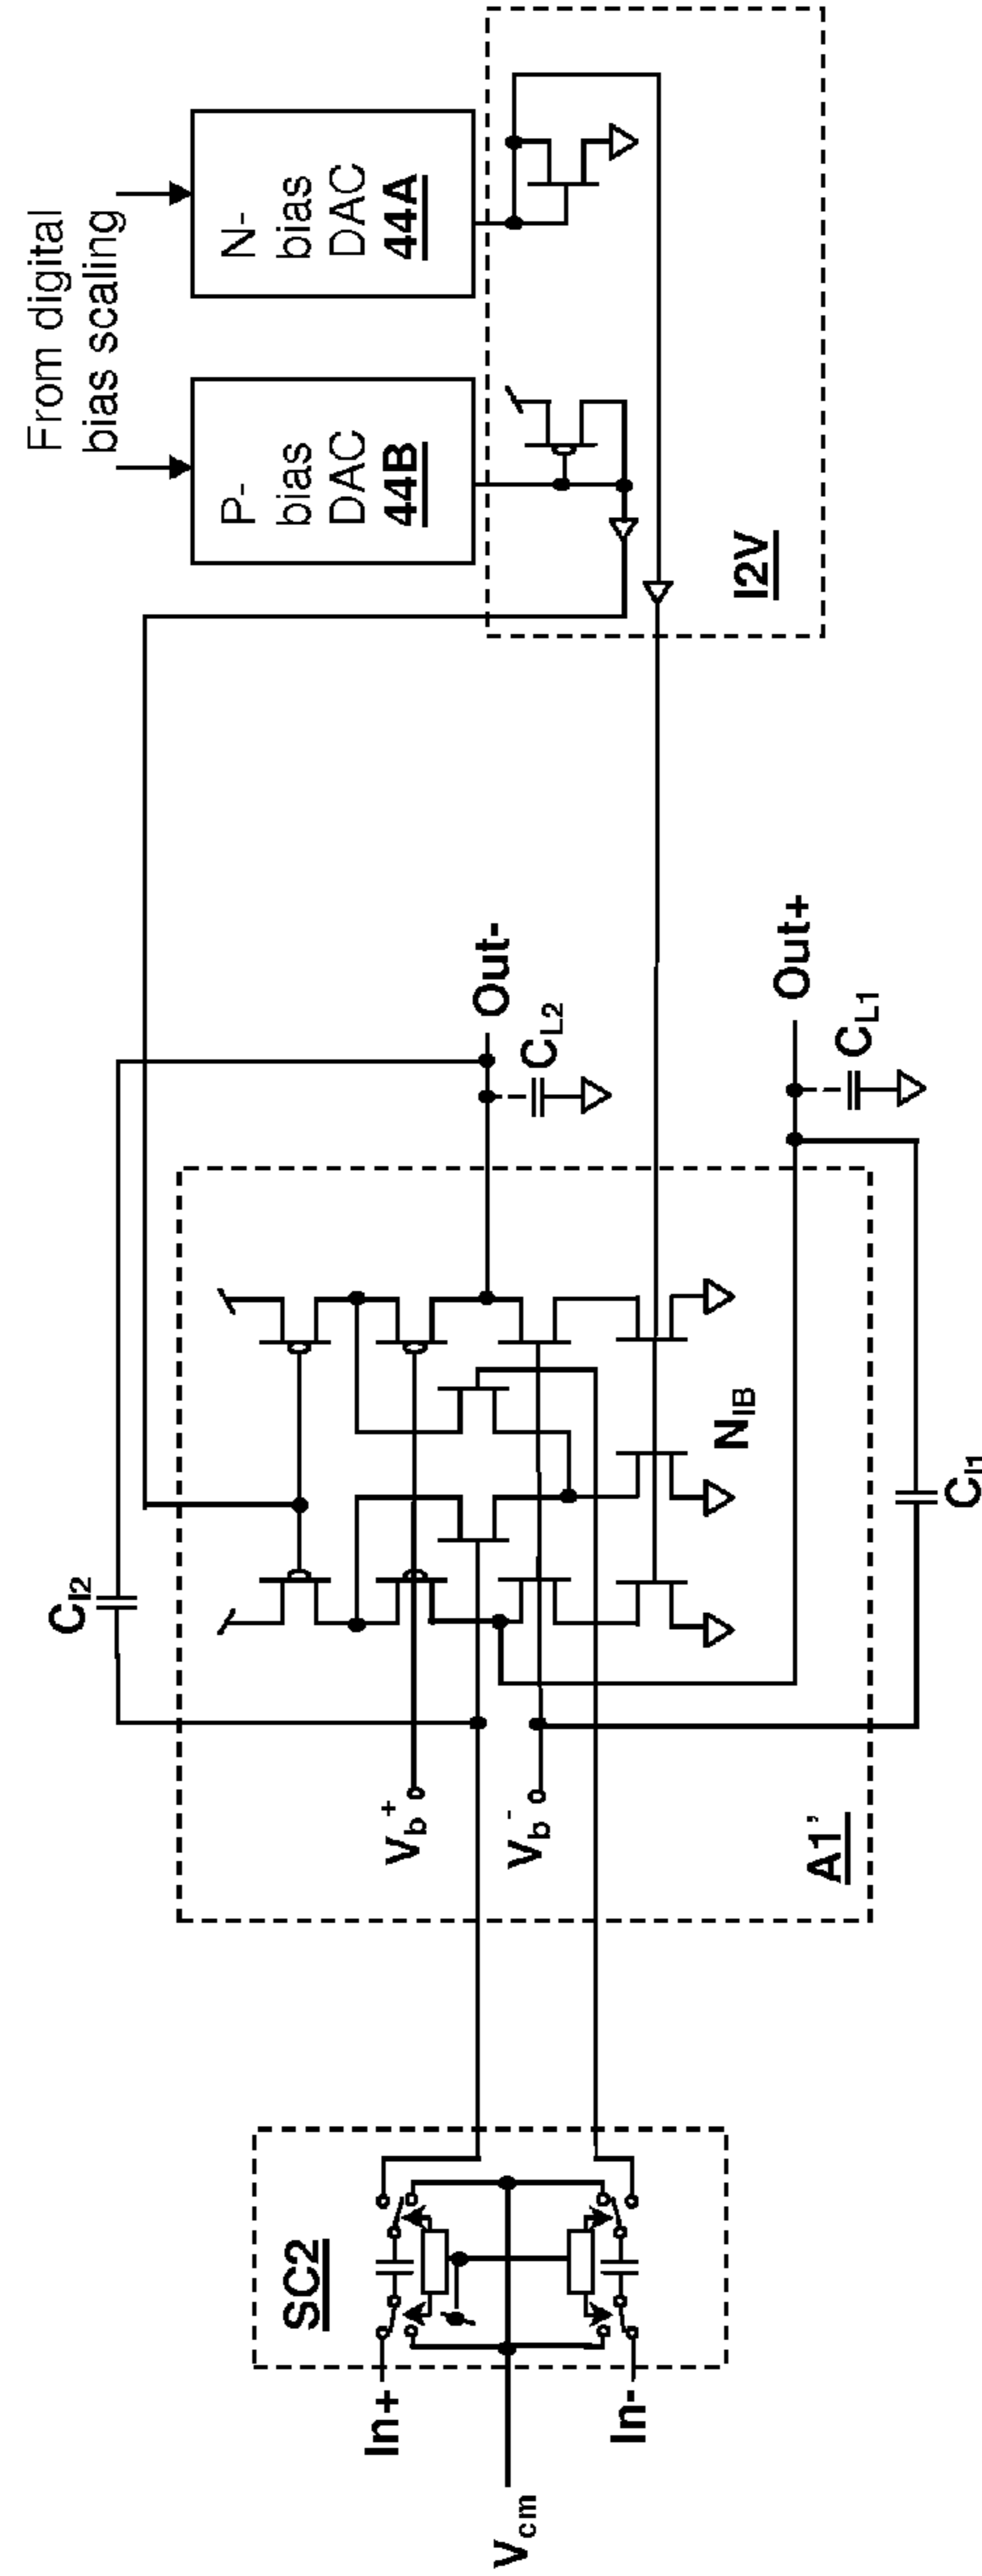 From digital
bias scaling
P-
bias
DAC
44B
N-
bias
DAC
44A
I2V
CI2
Out-
CL2
Out+
CL1
CI1
NIB
Vb+
Vb-
A1'
SC2
In+
In-
Vcm